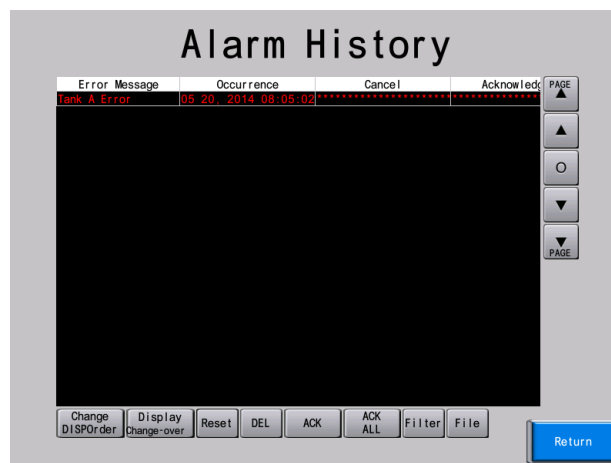 Alarm History
Error Message Occurrence Cancel Acknowledg
Tank A Error 05 20. 2014 08:05:02 *********************** ***************
PAGE
▲
▲
O
▼
▼
PAGE
Change DISPOrder
Display Change-over
Reset
DEL
ACK
ACK ALL
Filter
File
Return